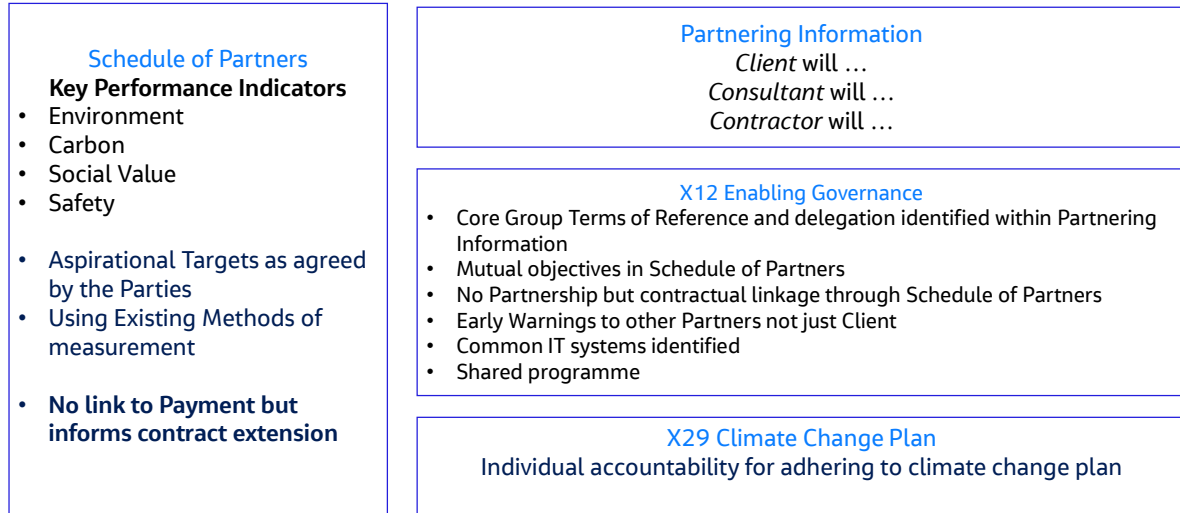 Schedule of Partners
Key Performance Indicators
• Environment
• Carbon
• Social Value
• Safety
• Aspirational Targets as agreed
by the Parties
• Using Existing Methods of
measurement
• No link to Payment but
informs contract extension
Partnering Information
Client will …
Consultant will …
Contractor will …
X12 Enabling Governance
• Core Group Terms of Reference and delegation identified within Partnering
Information
• Mutual objectives in Schedule of Partners
• No Partnership but contractual linkage through Schedule of Partners
• Early Warnings to other Partners not just Client
• Common IT systems identified
• Shared programme
X29 Climate Change Plan
Individual accountability for adhering to climate change plan